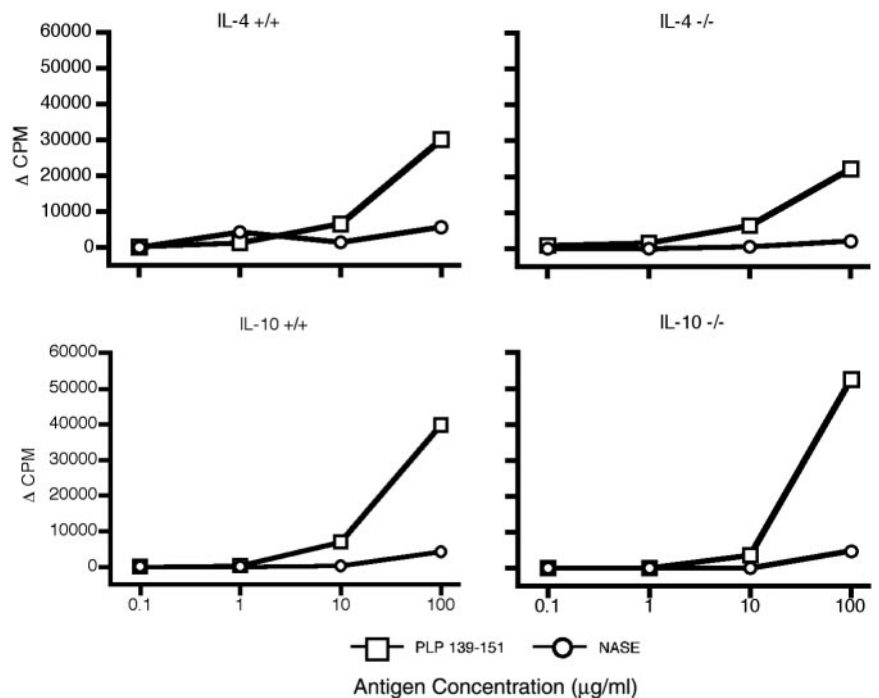 IL-4 +/+
60000
50000
40000
30000
20000
10000
0
Δ CPM
IL-4 -/-
IL-10 +/+
60000
50000
40000
30000
20000
10000
0
Δ CPM
0.1 1 10 100
IL-10 -/-
0.1 1 10 100
PLP 139-151 NASE
Antigen Concentration (μg/ml)